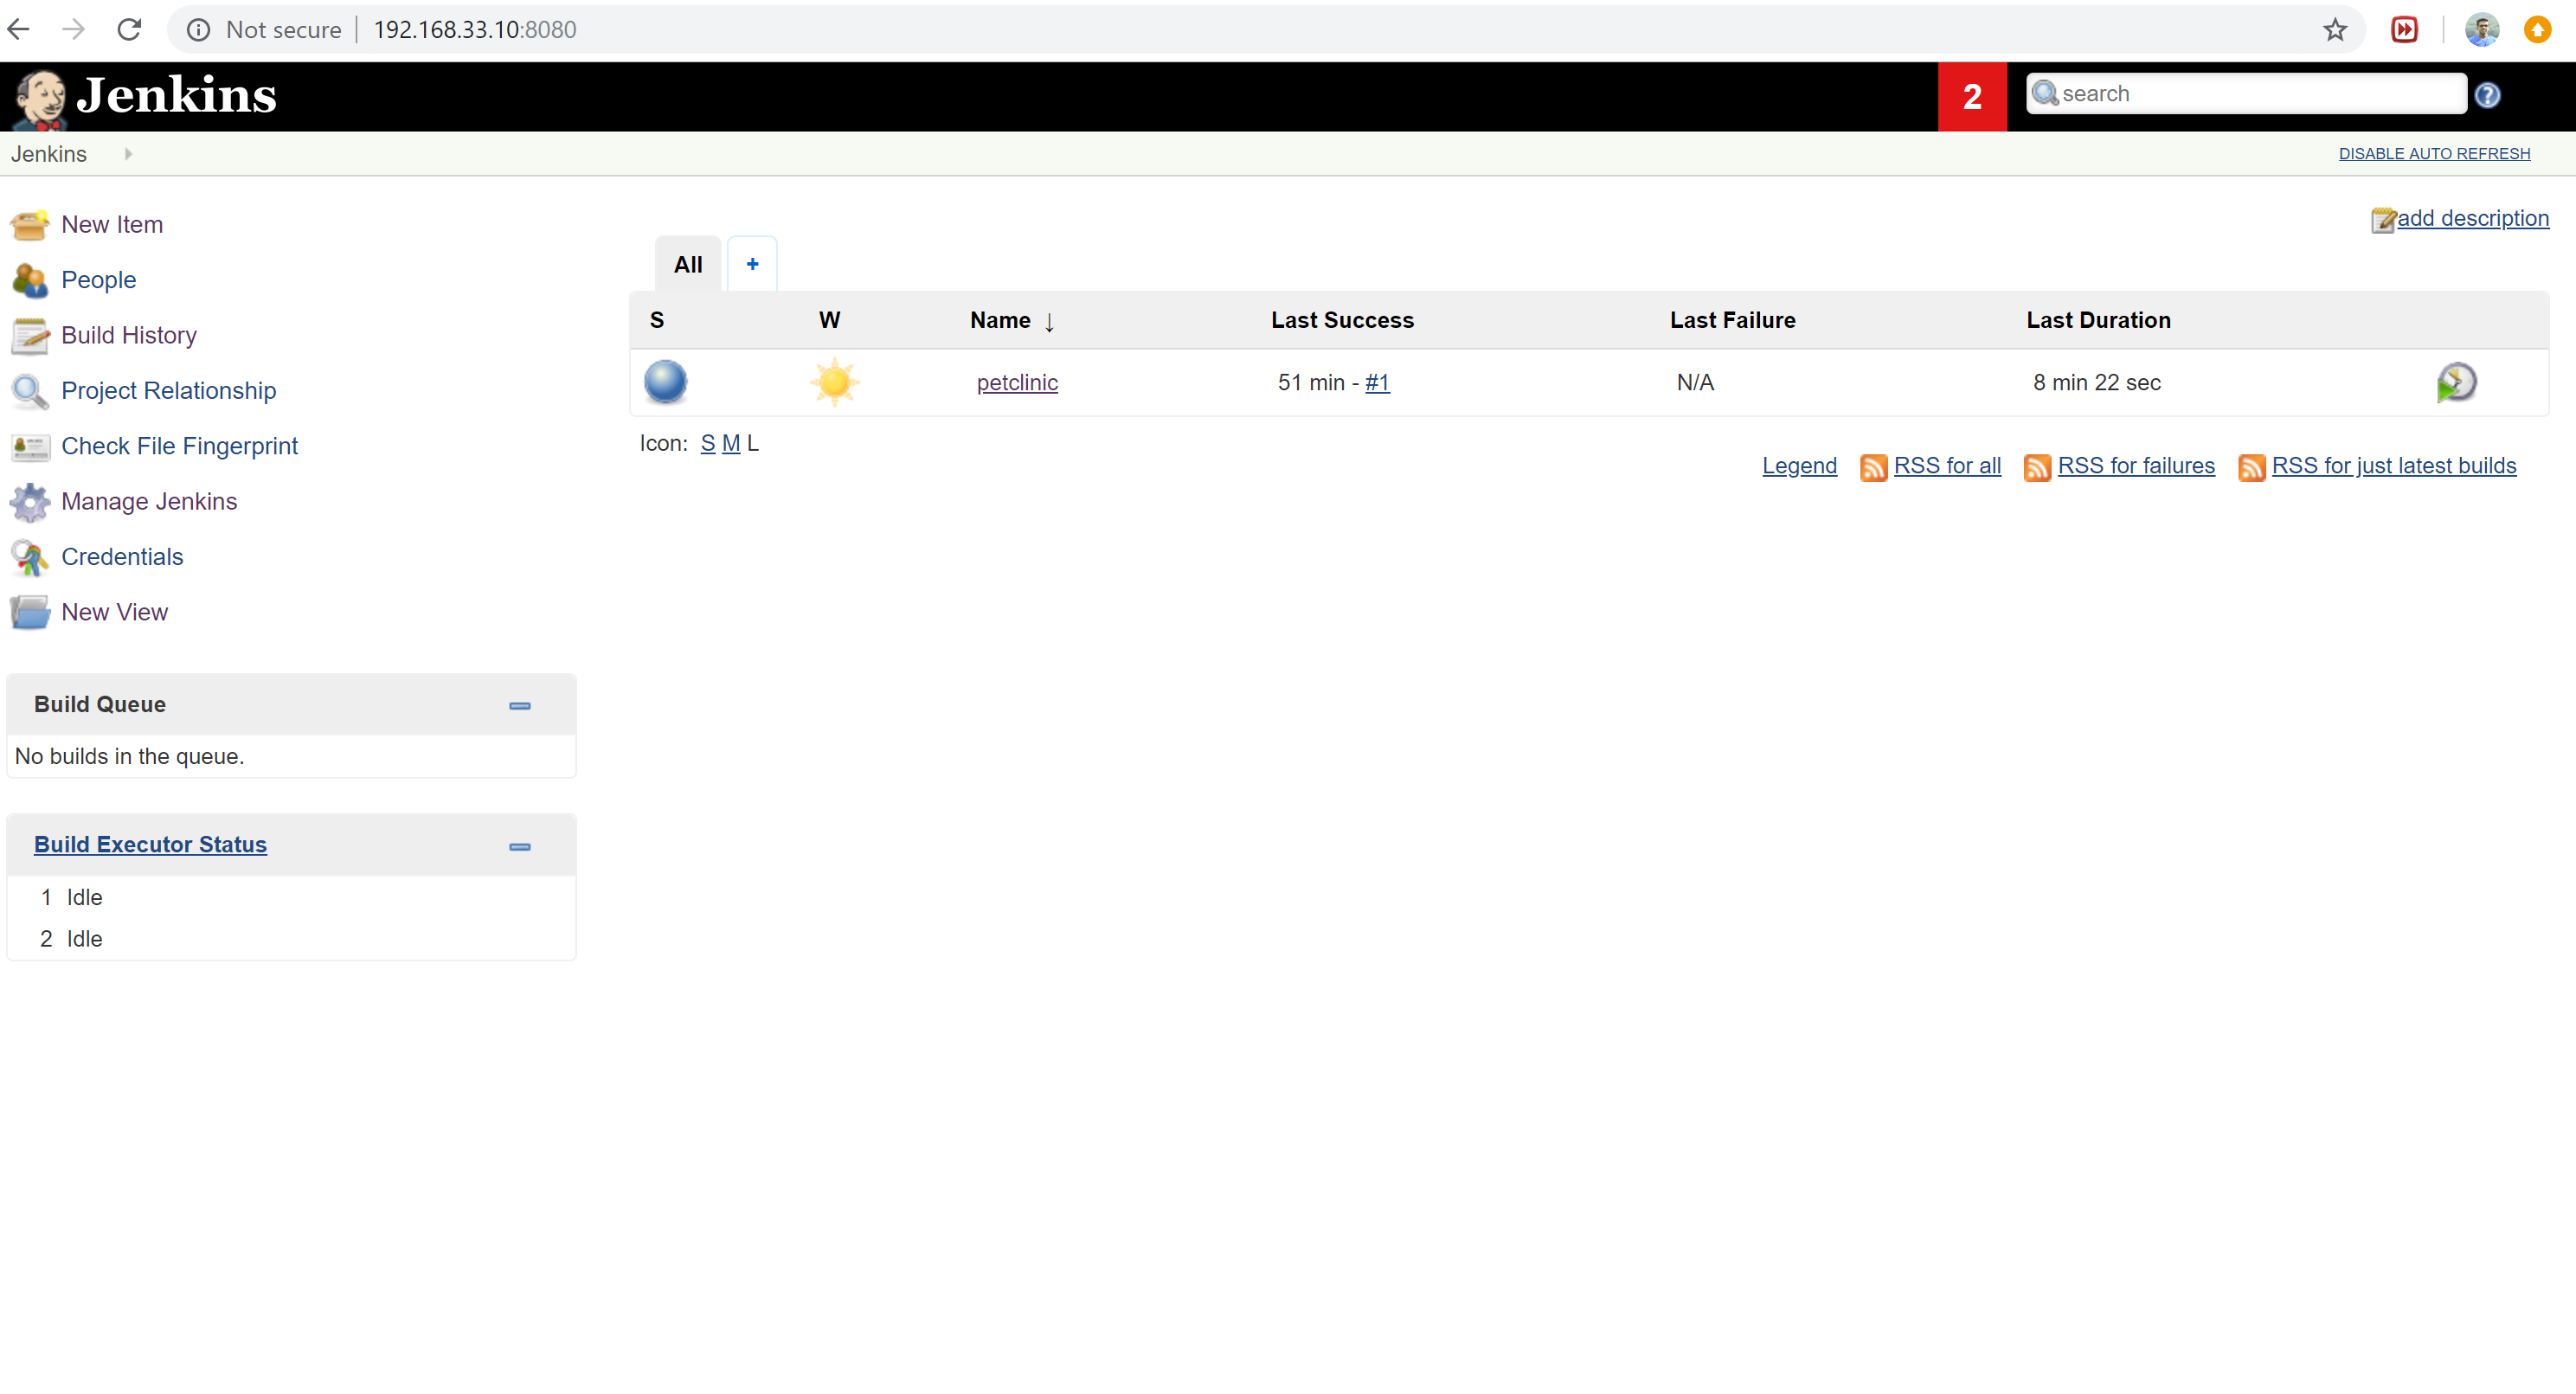 Not secure | 192.168.33.10:8080
Jenkins
2
search
Jenkins
DISABLE AUTO REFRESH
New Item
People
Build History
Project Relationship
Check File Fingerprint
Manage Jenkins
Credentials
New View
Build Queue
No builds in the queue.
Build Executor Status
1 Idle
2 Idle
add description
All +
S W Name ↓ Last Success Last Failure Last Duration
petclinic 51 min - #1 N/A 8 min 22 sec
Icon: S M L
Legend RSS for all RSS for failures RSS for just latest builds